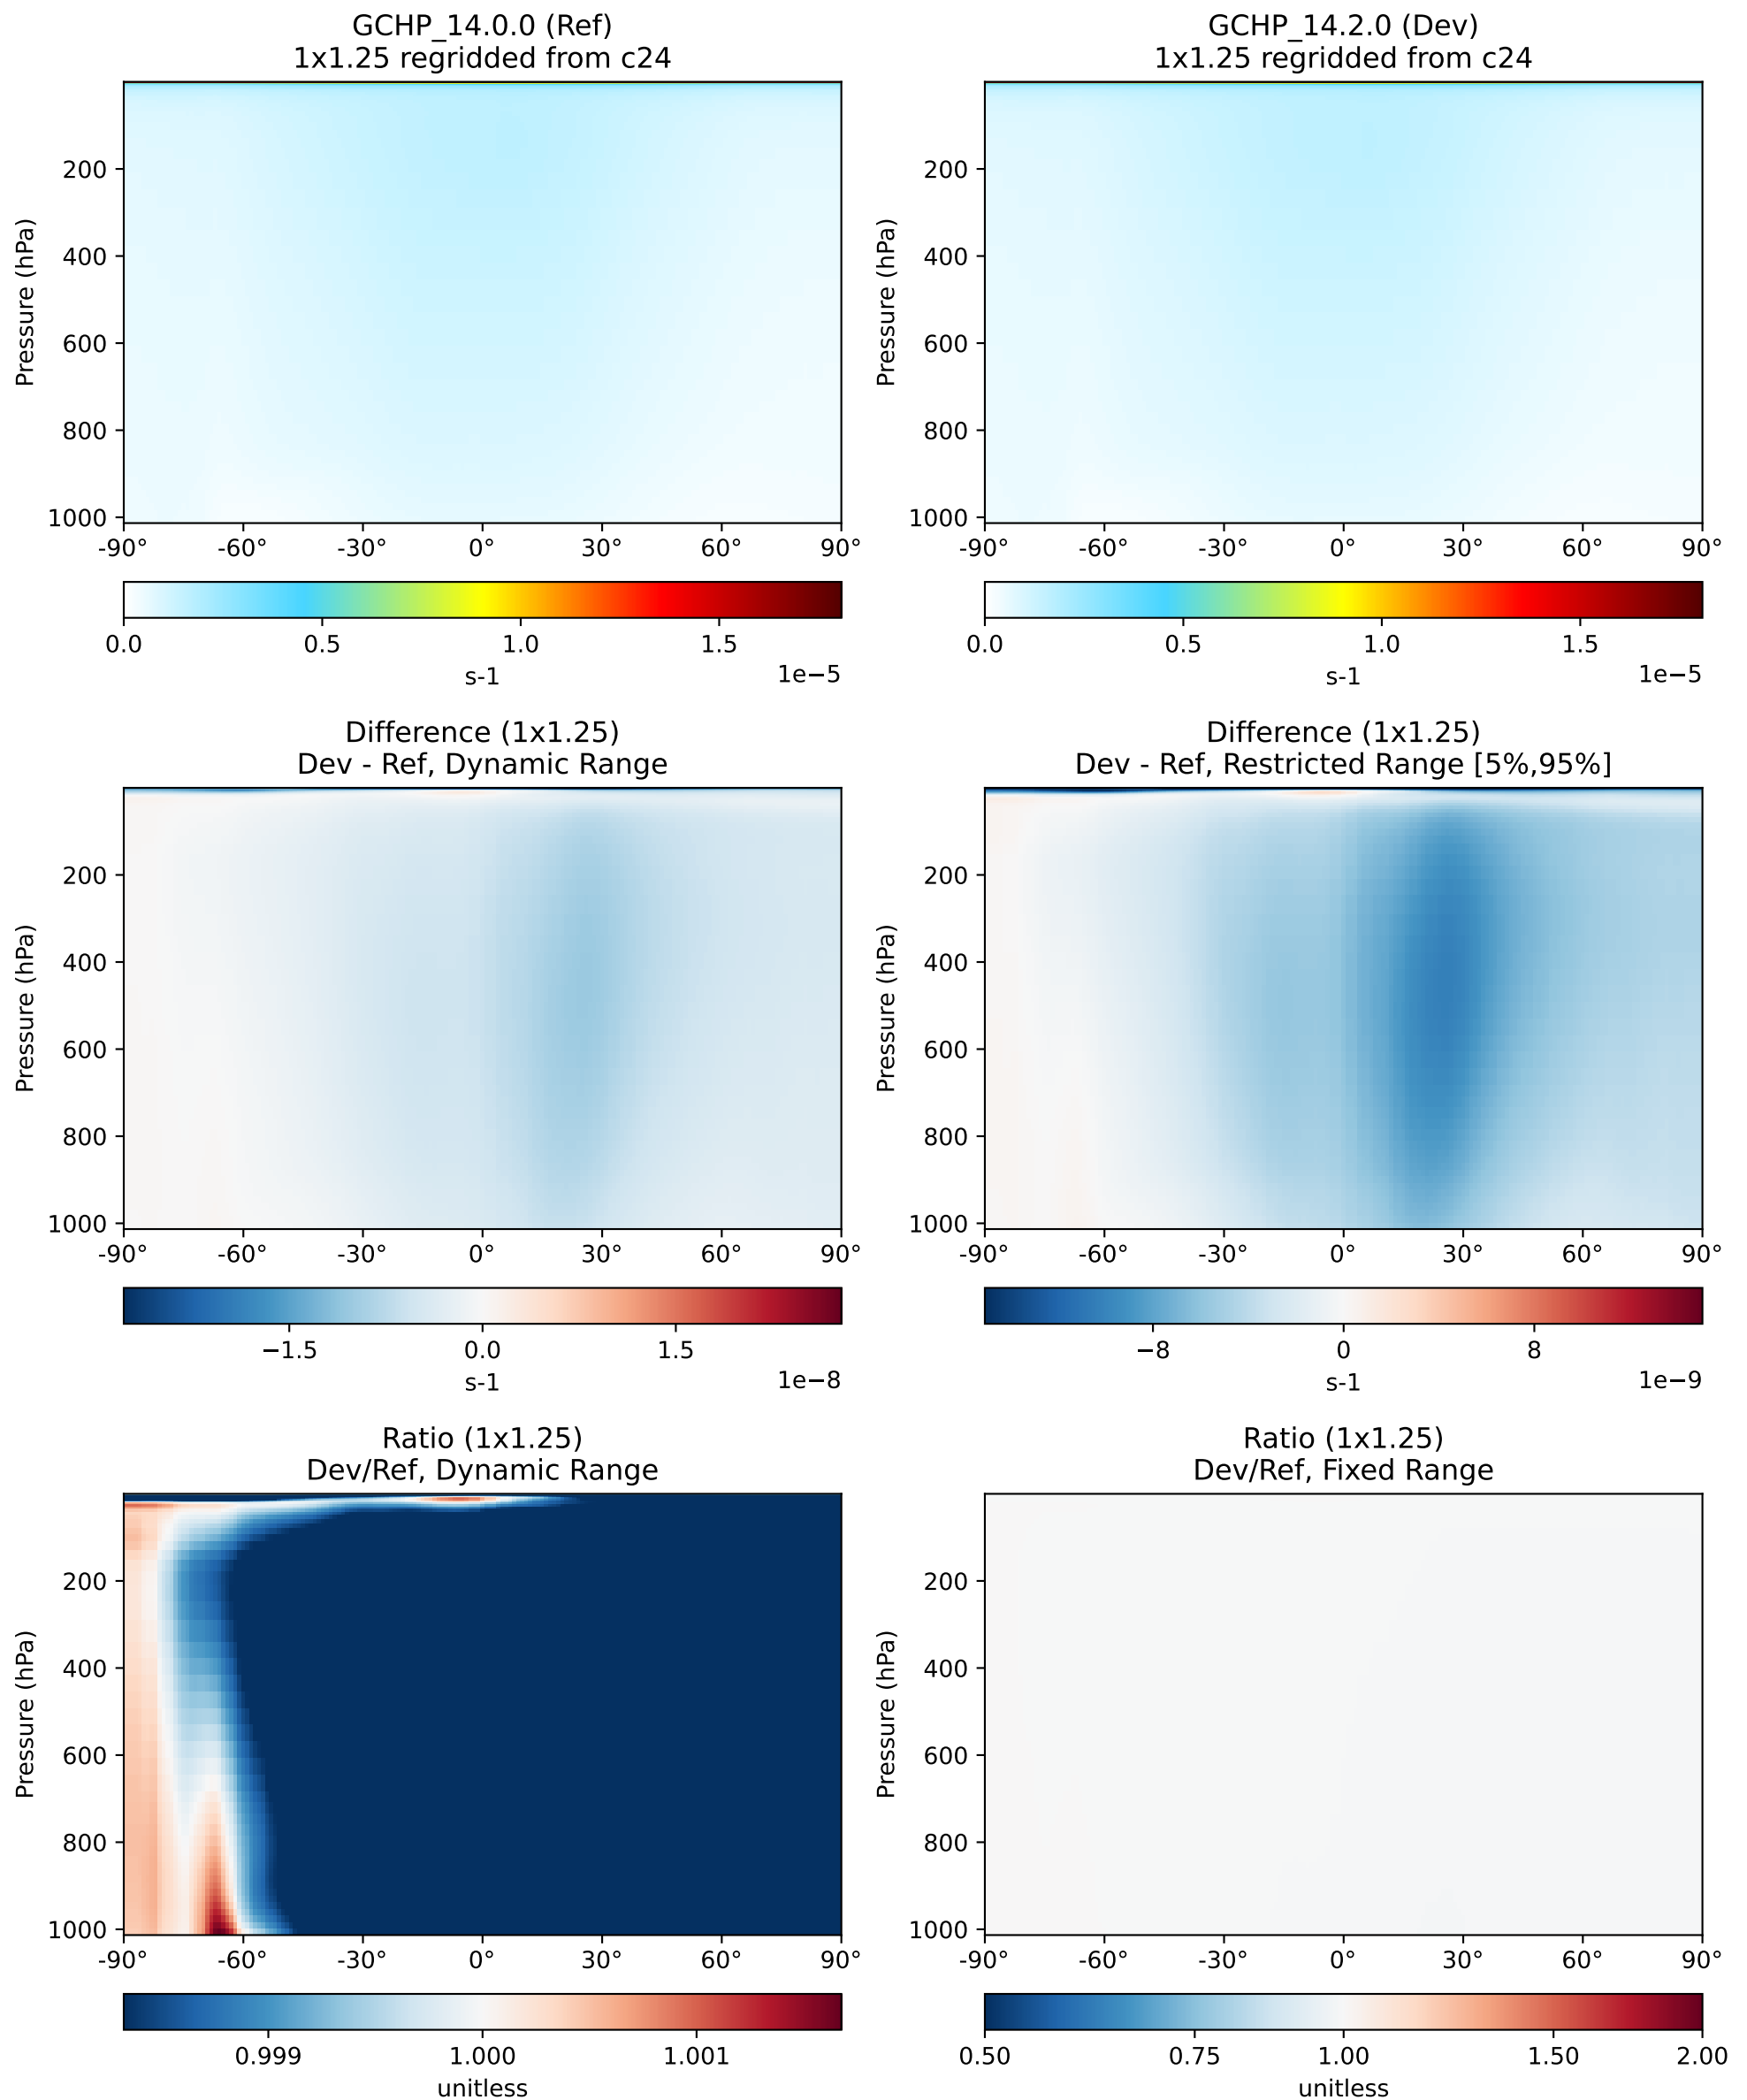 GCHP_14.0.0 (Ref)
1x1.25 regridded from c24
Pressure (hPa)
200
400
600
800
1000
-90° -60° -30° 0° 30° 60° 90°
0.0 0.5 1.0 1.5
1e−5
s-1
GCHP_14.2.0 (Dev)
1x1.25 regridded from c24
Pressure (hPa)
200
400
600
800
1000
-90° -60° -30° 0° 30° 60° 90°
0.0 0.5 1.0 1.5
1e−5
s-1
Difference (1x1.25)
Dev - Ref, Dynamic Range
Pressure (hPa)
200
400
600
800
1000
-90° -60° -30° 0° 30° 60° 90°
−1.5 0.0 1.5
1e−8
s-1
Difference (1x1.25)
Dev - Ref, Restricted Range [5%,95%]
Pressure (hPa)
200
400
600
800
1000
-90° -60° -30° 0° 30° 60° 90°
−8 0 8
1e−9
s-1
Ratio (1x1.25)
Dev/Ref, Dynamic Range
Pressure (hPa)
200
400
600
800
1000
-90° -60° -30° 0° 30° 60° 90°
0.999 1.000 1.001
unitless
Ratio (1x1.25)
Dev/Ref, Fixed Range
Pressure (hPa)
200
400
600
800
1000
-90° -60° -30° 0° 30° 60° 90°
0.50 0.75 1.00 1.50 2.00
unitless